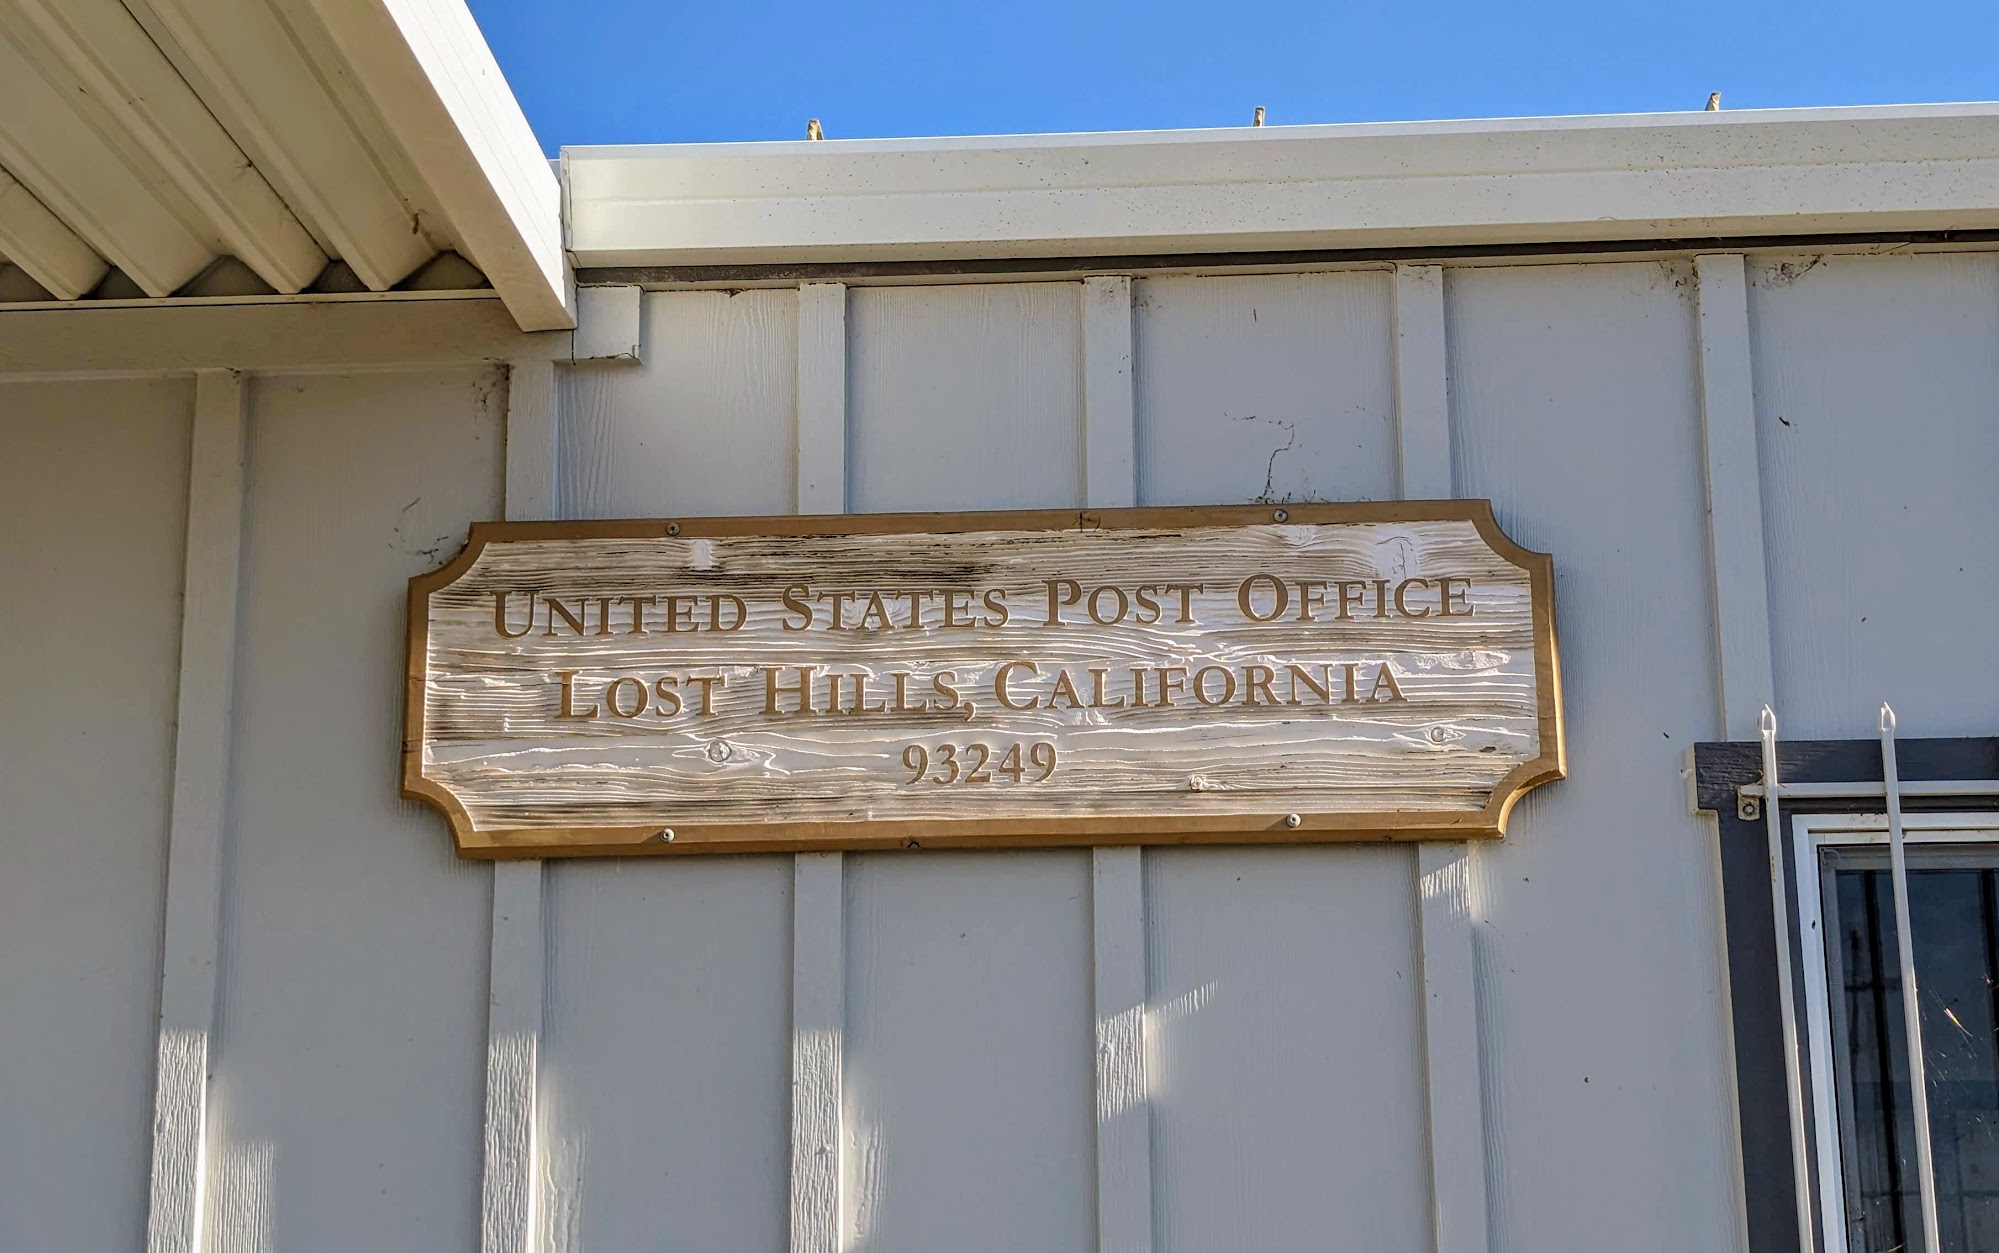 UNITED STATES POST OFFICE
LOST HILLS, CALIFORNIA
93249